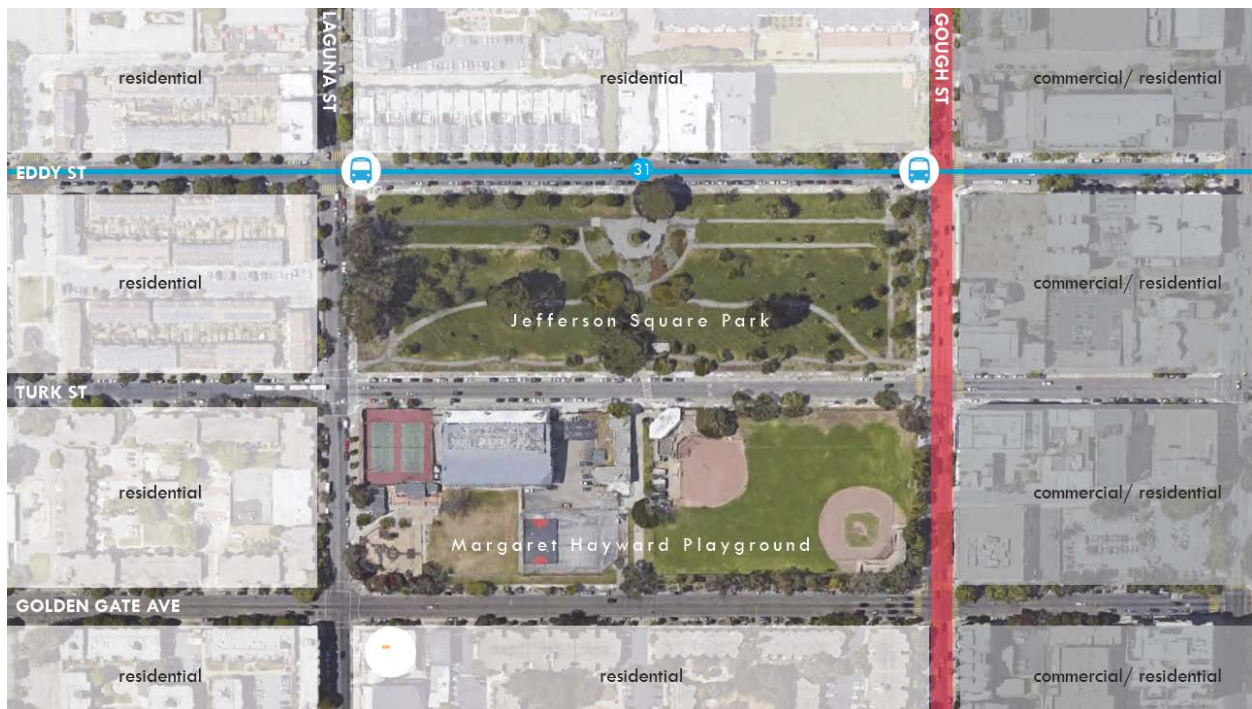 LAGUNA ST
GOUGH ST
residential
residential
commercial/ residential
EDDY ST
31
residential
commercial/ residential
Jefferson Square Park
TURK ST
residential
commercial/ residential
Margaret Hayward Playground
GOLDEN GATE AVE
residential
residential
commercial/ residential